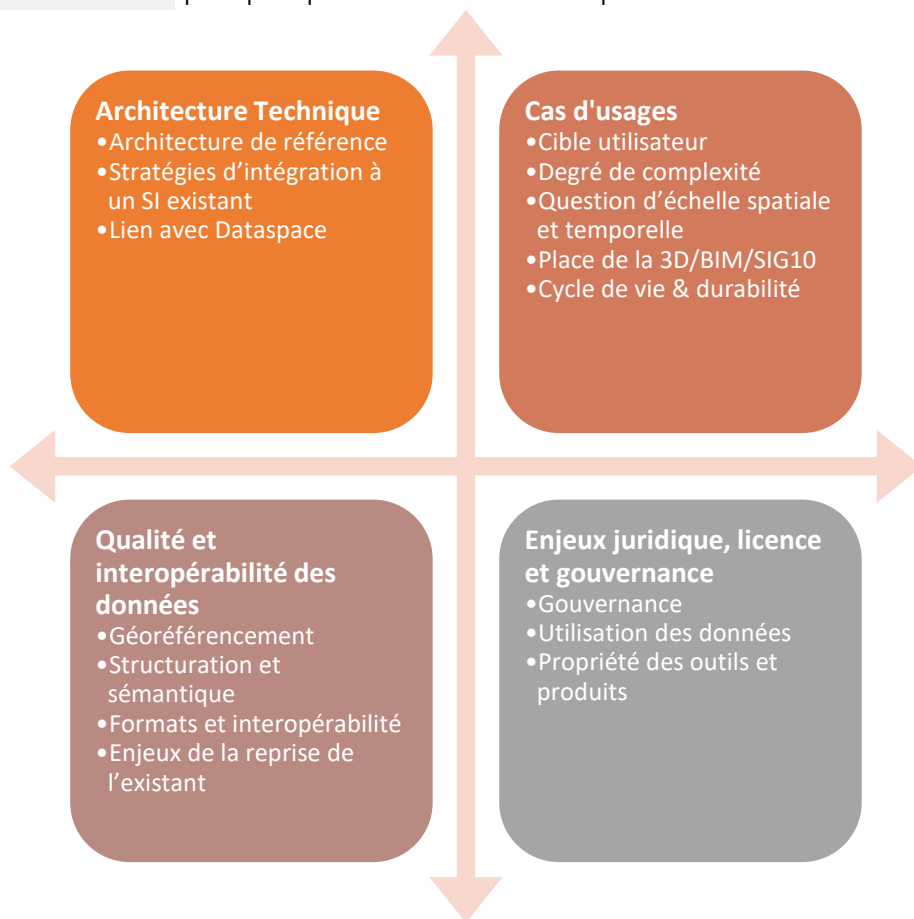 Architecture Technique
•Architecture de référence
•Stratégies d’intégration à
un SI existant
•Lien avec Dataspace
Cas d'usages
•Cible utilisateur
•Degré de complexité
•Question d’échelle spatiale
et temporelle
•Place de la 3D/BIM/SIG10
•Cycle de vie & durabilité
Qualité et
interopérabilité des
données
•Géoréférencement
•Structuration et
sémantique
•Formats et interopérabilité
•Enjeux de la reprise de
l’existant
Enjeux juridique, licence
et gouvernance
•Gouvernance
•Utilisation des données
•Propriété des outils et
produits